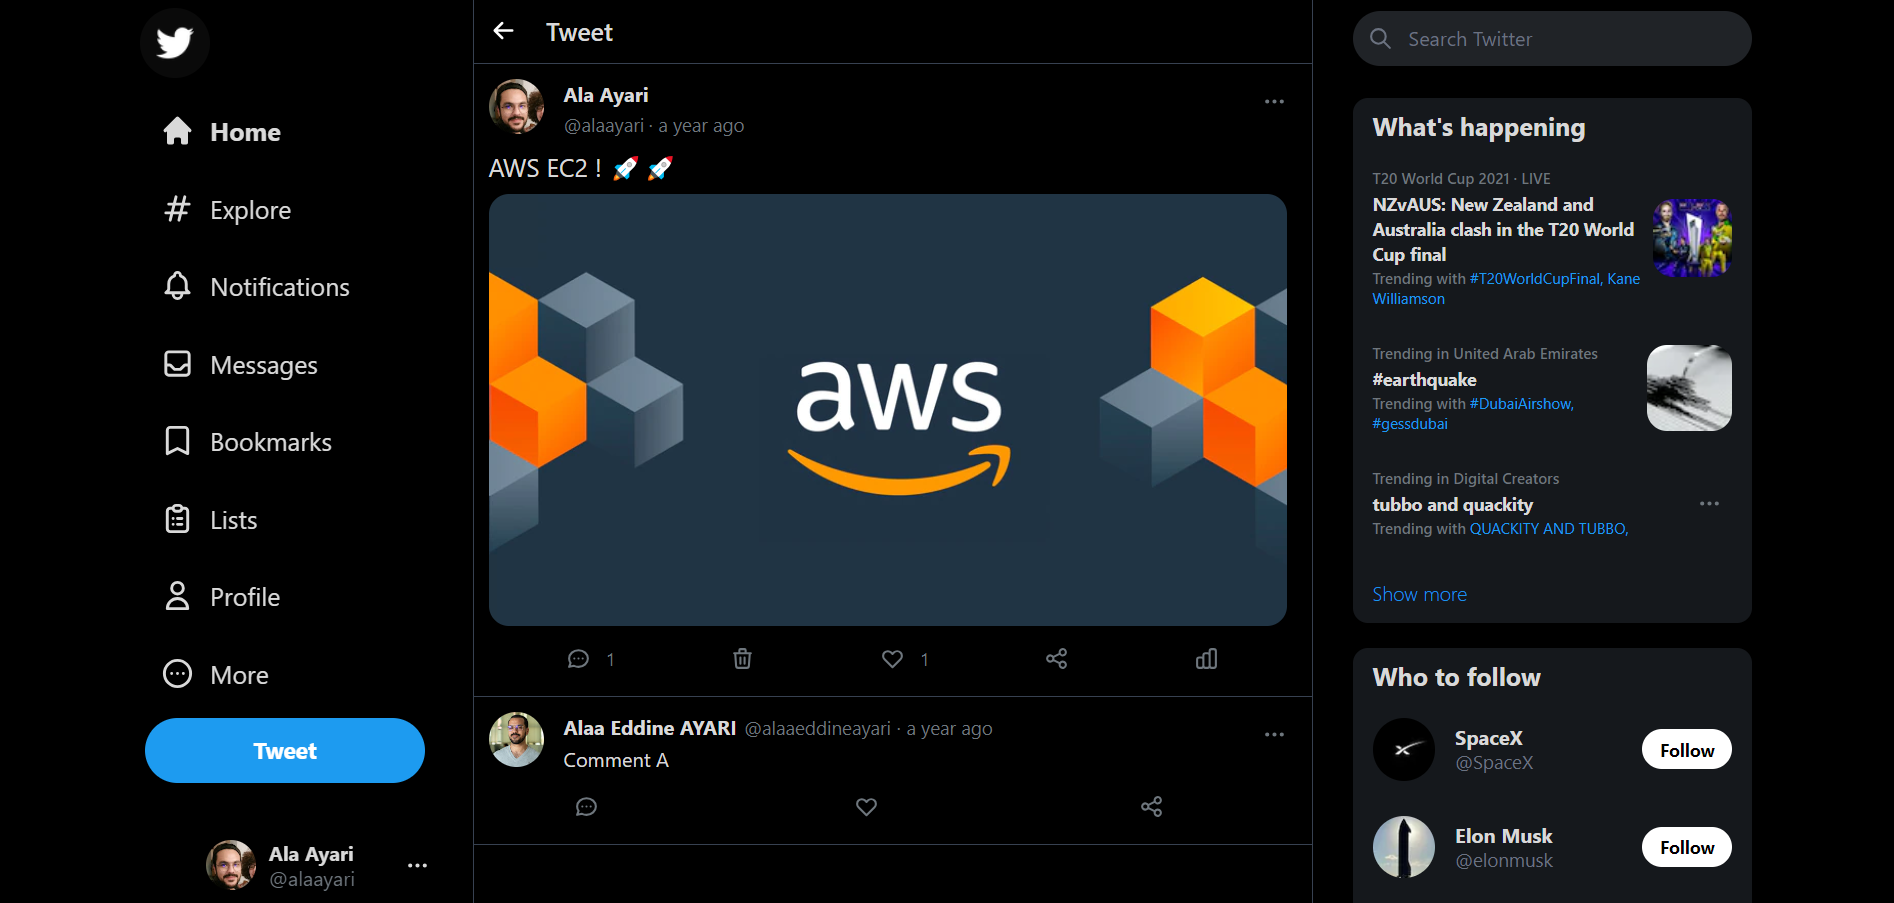 Home
Explore
Notifications
Messages
Bookmarks
Lists
Profile
More
Tweet
Ala Ayari
@alaayari
Tweet
Ala Ayari
@alaayari · a year ago
AWS EC2 ! 🚀 🚀
aws
1
1
Alaa Eddine AYARI @alaaeddineayari · a year ago
Comment A
Search Twitter
What's happening
T20 World Cup 2021 · LIVE
NZvAUS: New Zealand and
Australia clash in the T20 World
Cup final
Trending with #T20WorldCupFinal, Kane
Williamson
Trending in United Arab Emirates
#earthquake
Trending with #DubaiAirshow,
#gessdubai
Trending in Digital Creators
tubbo and quackity
Trending with QUACKITY AND TUBBO,
Show more
Who to follow
SpaceX
@SpaceX
Follow
Elon Musk
@elonmusk
Follow